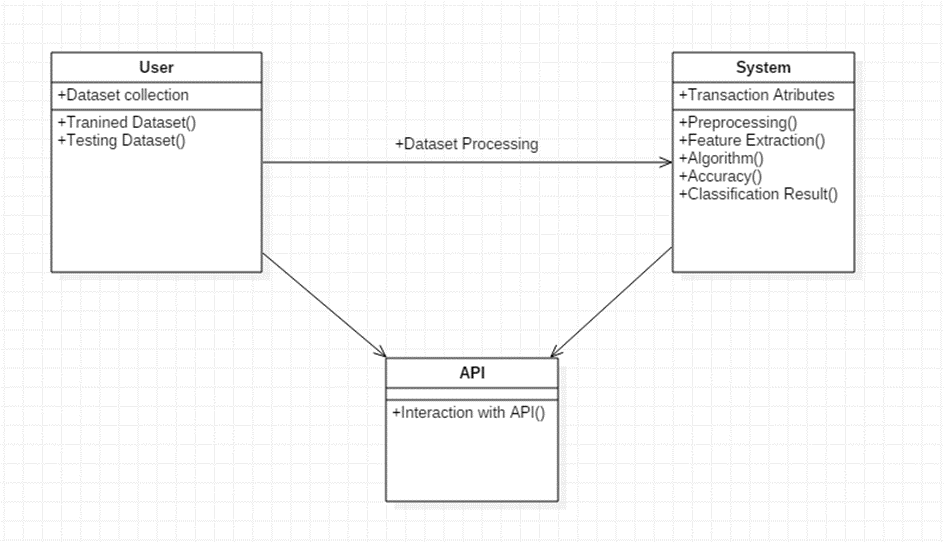 User
+Dataset collection
+Tranined Dataset()
+Testing Dataset()
+Dataset Processing
System
+Transaction Atributes
+Preprocessing()
+Feature Extraction()
+Algorithm()
+Accuracy()
+Classification Result()
API
+Interaction with API()